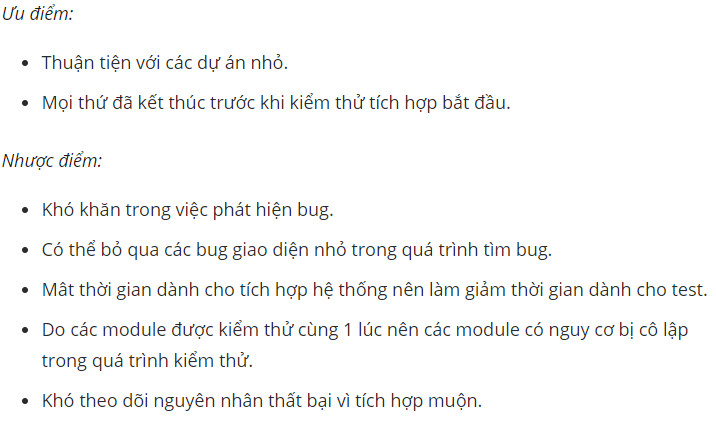 Ưu điểm:
Thuận tiện với các dự án nhỏ.
Mọi thứ đã kết thúc trước khi kiểm thử tích hợp bắt đầu.
Nhược điểm:
Khó khăn trong việc phát hiện bug.
Có thể bỏ qua các bug giao diện nhỏ trong quá trình tìm bug.
Mât thời gian dành cho tích hợp hệ thống nên làm giảm thời gian dành cho test.
Do các module được kiểm thử cùng 1 lúc nên các module có nguy cơ bị cô lập
trong quá trình kiểm thử.
Khó theo dõi nguyên nhân thất bại vì tích hợp muộn.